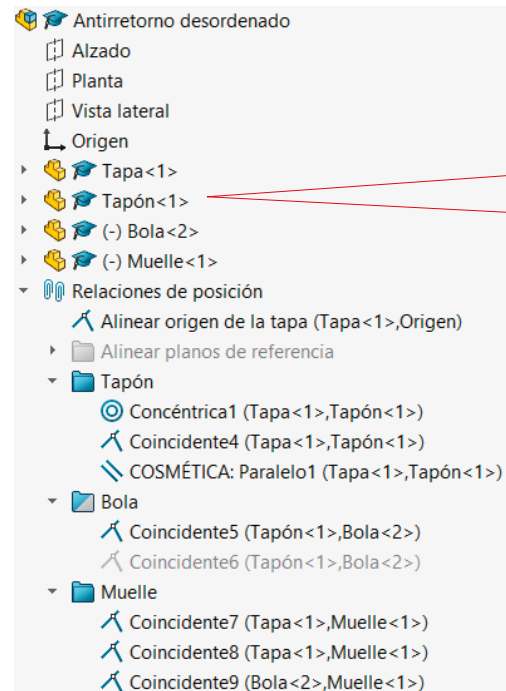 Antirretorno desordenado
Alzado
Planta
Vista lateral
Origen
Tapa<1>
Tapón<1>
(-) Bola<2>
(-) Muelle<1>
Relaciones de posición
Alinear origen de la tapa (Tapa<1>,Origen)
Alinear planos de referencia
Tapón
Concéntrica1 (Tapa<1>,Tapón<1>)
Coincidente4 (Tapa<1>,Tapón<1>)
COSMÉTICA: Paralelo1 (Tapa<1>,Tapón<1>)
Bola
Coincidente5 (Tapón<1>,Bola<2>)
Coincidente6 (Tapón<1>,Bola<2>)
Muelle
Coincidente7 (Tapa<1>,Muelle<1>)
Coincidente8 (Tapa<1>,Muelle<1>)
Coincidente9 (Bola<2>,Muelle<1>)